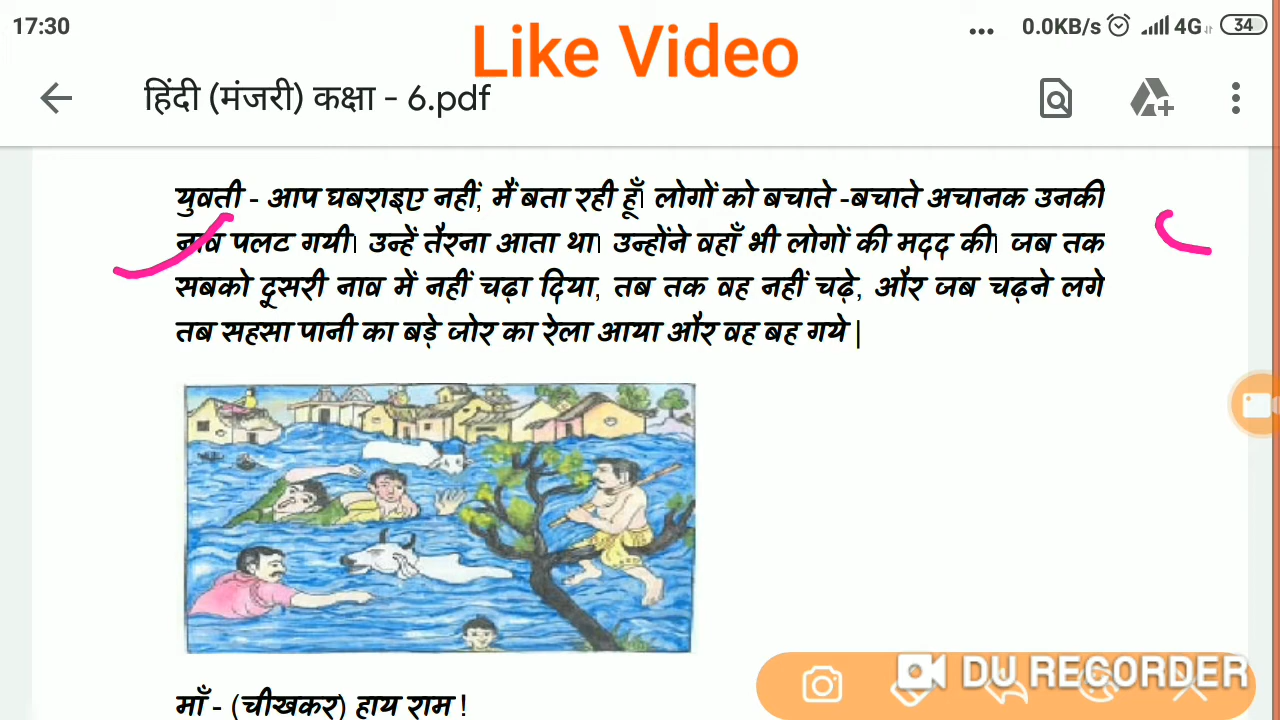 17:30
Like Video
... 0.0KB/s 4G 34
हिंदी (मंजरी) कक्षा - 6.pdf
युवती - आप घबराइए नहीं, मैं बता रही हूँ। लोगों को बचाते -बचाते अचानक उनकी
नाव पलट गयी। उन्हें तैरना आता था। उन्होंने वहाँ भी लोगों की मदद की। जब तक
सबको दूसरी नाव में नहीं चढ़ा दिया, तब तक वह नहीं चढ़े, और जब चढ़ने लगे
तब सहसा पानी का बड़े जोर का रेला आया और वह बह गये |
माँ - (चीखकर) हाय राम !
DU RECORDER